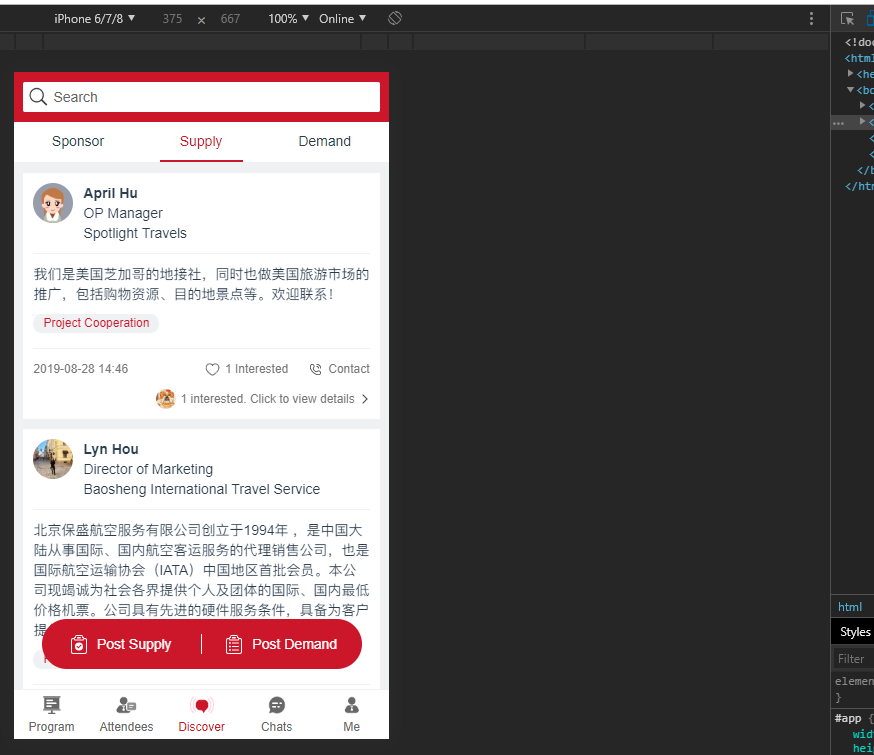 iPhone 6/7/8 ▼ 375 × 667 100% ▼ Online ▼
Search
Sponsor Supply Demand
April Hu
OP Manager
Spotlight Travels
我们是美国芝加哥的地接社，同时也做美国旅游市场的
推广，包括购物资源、目的地景点等。欢迎联系！
Project Cooperation
2019-08-28 14:46 1 Interested Contact
1 interested. Click to view details
Lyn Hou
Director of Marketing
Baosheng International Travel Service
北京保盛航空服务有限公司创立于1994年 ，是中国大
陆从事国际、国内航空客运服务的代理销售公司，也是
国际航空运输协会（IATA）中国地区首批会员。本公
司现竭诚为社会各界提供个人及团体的国际、国内最低
价格机票。公司具有先进的硬件服务条件，具备为客户
提
Post Supply Post Demand
Program Attendees Discover Chats Me
<!doc
<html
▶<he
▼<bo
▶<
… ▶<
<
<
</b
</htm
html
Styles
Filter
elemen
}
#app {
widt
hei